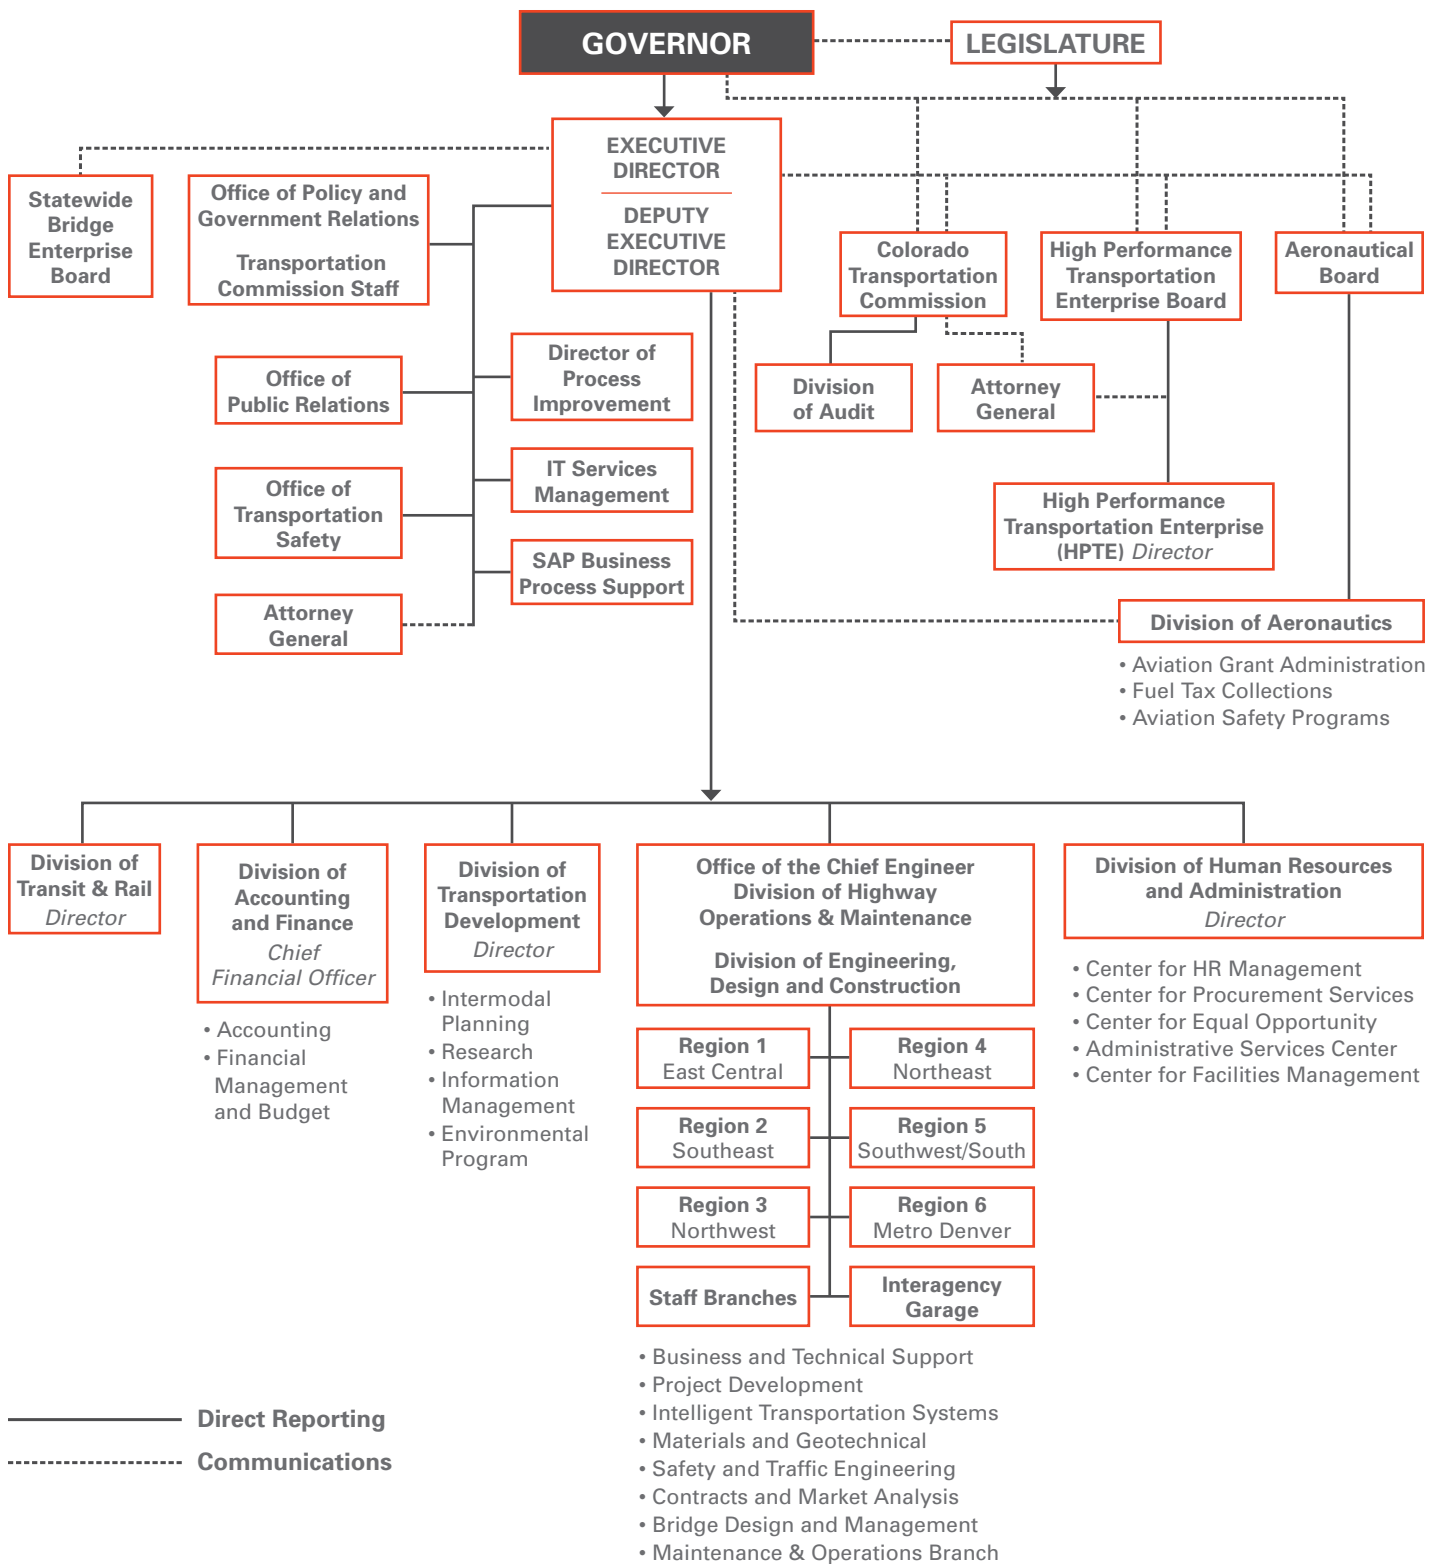 GOVERNOR
LEGISLATURE
EXECUTIVE
DIRECTOR
DEPUTY
EXECUTIVE
DIRECTOR
Statewide
Bridge
Enterprise
Board
Office of Policy and
Government Relations
Transportation
Commission Staff
Colorado
Transportation
Commission
High Performance
Transportation
Enterprise Board
Aeronautical
Board
Office of
Public Relations
Director of
Process
Improvement
Division
of Audit
Attorney
General
Office of
Transportation
Safety
IT Services
Management
High Performance
Transportation Enterprise
(HPTE) Director
SAP Business
Process Support
Attorney
General
Division of Aeronautics
• Aviation Grant Administration
• Fuel Tax Collections
• Aviation Safety Programs
Division of
Transit & Rail
Director
Division of
Accounting
and Finance
Chief
Financial Officer
• Accounting
• Financial
Management
and Budget
Division of
Transportation
Development
Director
• Intermodal
Planning
• Research
• Information
Management
• Environmental
Program
Office of the Chief Engineer
Division of Highway
Operations & Maintenance
Division of Engineering,
Design and Construction
Region 1
East Central
Region 4
Northeast
Region 2
Southeast
Region 5
Southwest/South
Region 3
Northwest
Region 6
Metro Denver
Staff Branches
Interagency
Garage
• Business and Technical Support
• Project Development
• Intelligent Transportation Systems
• Materials and Geotechnical
• Safety and Traffic Engineering
• Contracts and Market Analysis
• Bridge Design and Management
• Maintenance & Operations Branch
Division of Human Resources
and Administration
Director
• Center for HR Management
• Center for Procurement Services
• Center for Equal Opportunity
• Administrative Services Center
• Center for Facilities Management
Direct Reporting
Communications